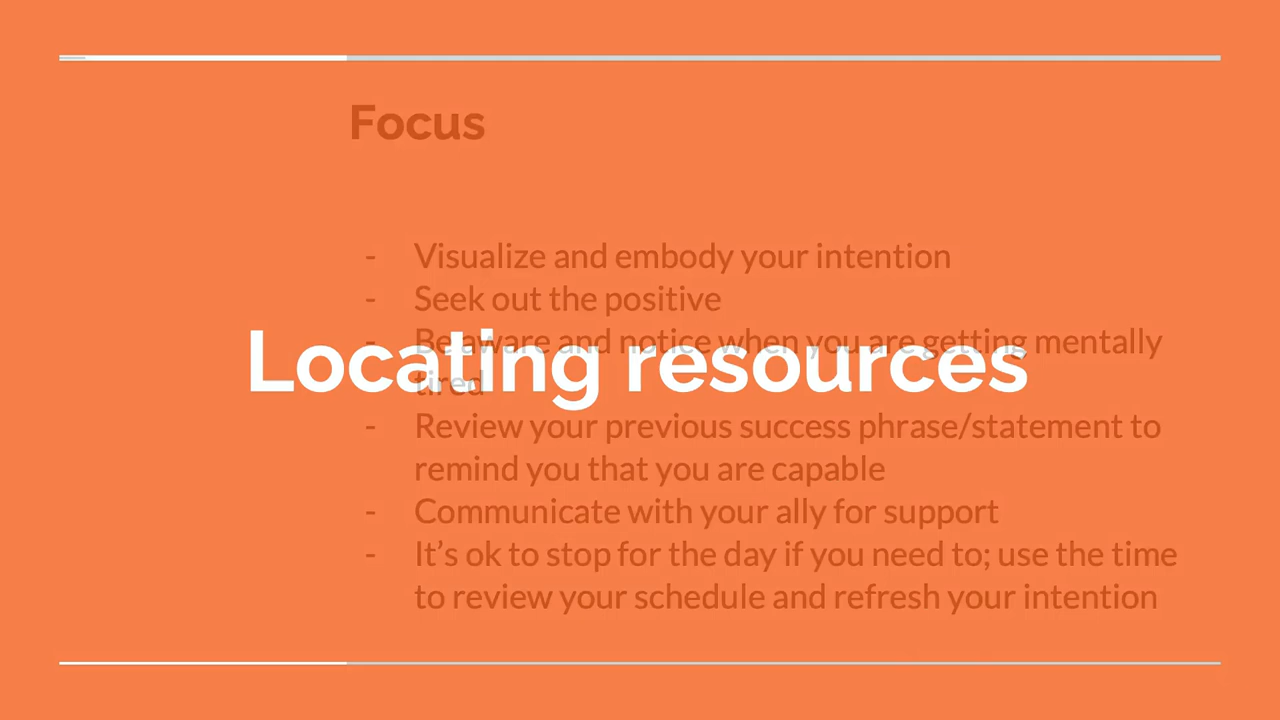 Focus
- Visualize and embody your intention
- Seek out the positive
- Be aware and notice when you are getting mentally
tired
Locating resources
- Review your previous success phrase/statement to
remind you that you are capable
- Communicate with your ally for support
- It’s ok to stop for the day if you need to; use the time
to review your schedule and refresh your intention